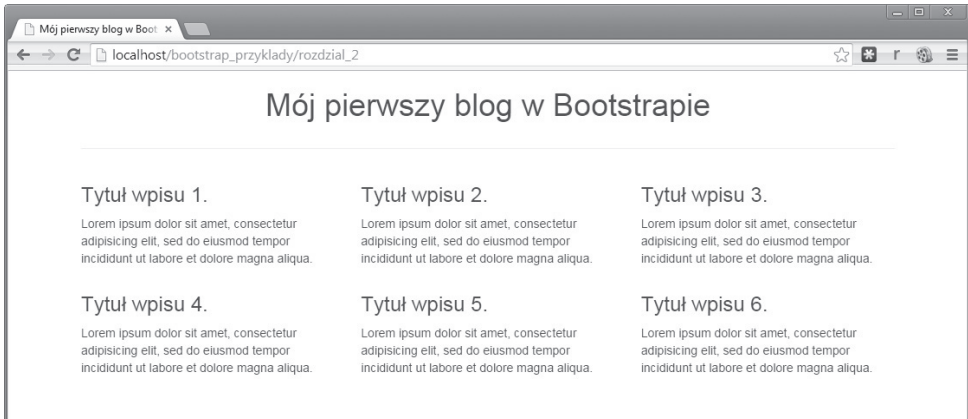 Mój pierwszy blog w Boot
localhost/bootstrap_przyklady/rozdzial_2
Mój pierwszy blog w Bootstrapie
Tytuł wpisu 1.
Lorem ipsum dolor sit amet, consectetur
adipisicing elit, sed do eiusmod tempor
incididunt ut labore et dolore magna aliqua.
Tytuł wpisu 2.
Lorem ipsum dolor sit amet, consectetur
adipisicing elit, sed do eiusmod tempor
incididunt ut labore et dolore magna aliqua.
Tytuł wpisu 3.
Lorem ipsum dolor sit amet, consectetur
adipisicing elit, sed do eiusmod tempor
incididunt ut labore et dolore magna aliqua.
Tytuł wpisu 4.
Lorem ipsum dolor sit amet, consectetur
adipisicing elit, sed do eiusmod tempor
incididunt ut labore et dolore magna aliqua.
Tytuł wpisu 5.
Lorem ipsum dolor sit amet, consectetur
adipisicing elit, sed do eiusmod tempor
incididunt ut labore et dolore magna aliqua.
Tytuł wpisu 6.
Lorem ipsum dolor sit amet, consectetur
adipisicing elit, sed do eiusmod tempor
incididunt ut labore et dolore magna aliqua.